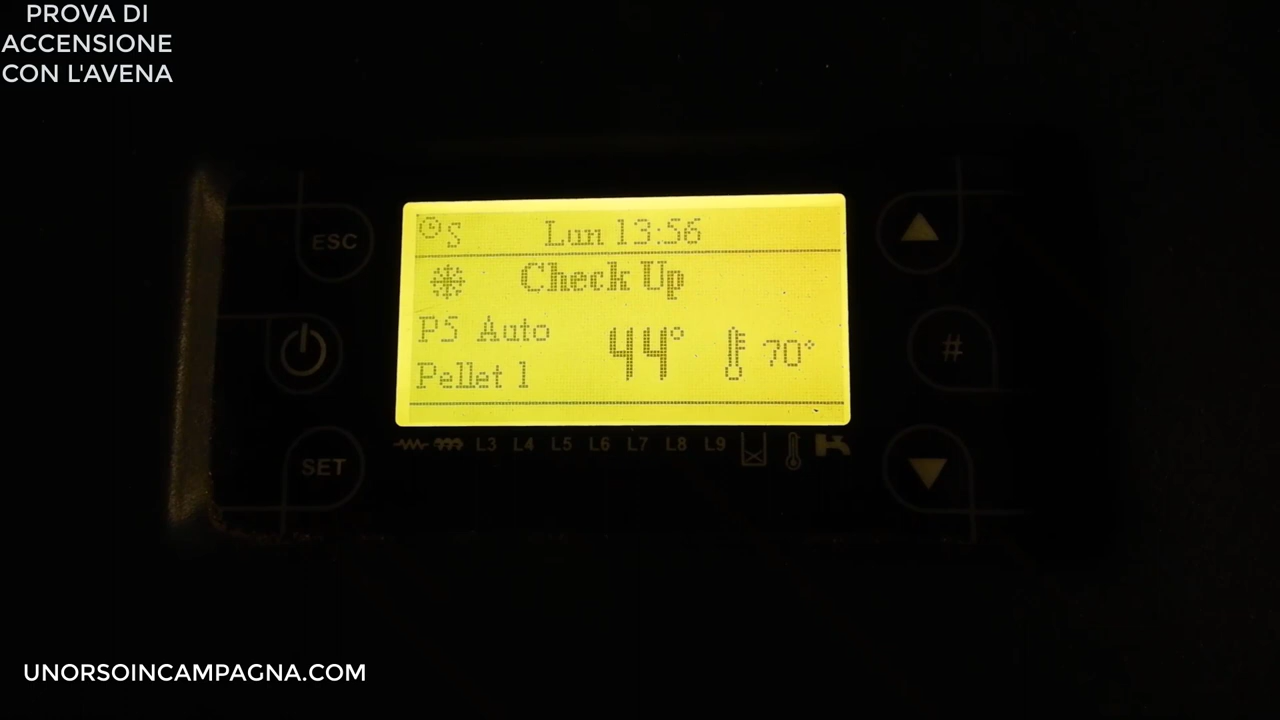 PROVA DI
ACCENSIONE
CON L'AVENA
S Lun 13:56
Check Up
P5 Auto
44° 70°
Pellet 1
ESC
SET
#
L3 L4 L5 L6 L7 L8 L9
UNORSOINCAMPAGNA.COM